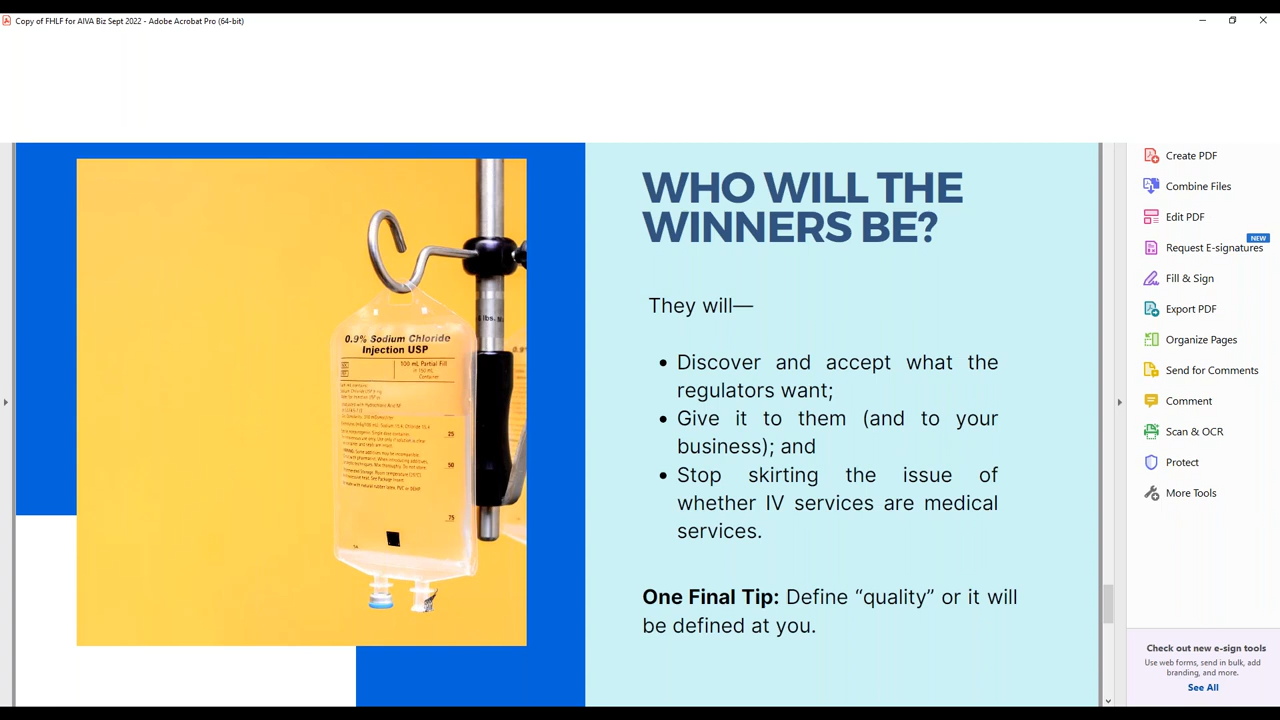 Copy of FHLF for AIVA Biz Sept 2022 - Adobe Acrobat Pro (64-bit)
WHO WILL THE
WINNERS BE?
They will—
• Discover and accept what the
regulators want;
• Give it to them (and to your
business); and
• Stop skirting the issue of
whether IV services are medical
services.
One Final Tip: Define “quality” or it will
be defined at you.
0.9% Sodium Chloride
Injection USP
100 mL Partial Fill
Container
25
50
75
lbs.
Create PDF
Combine Files
Edit PDF
NEW
Request E-signatures
Fill & Sign
Export PDF
Organize Pages
Send for Comments
Comment
Scan & OCR
Protect
More Tools
Check out new e-sign tools
Use web forms, send in bulk, add
branding, and more.
See All